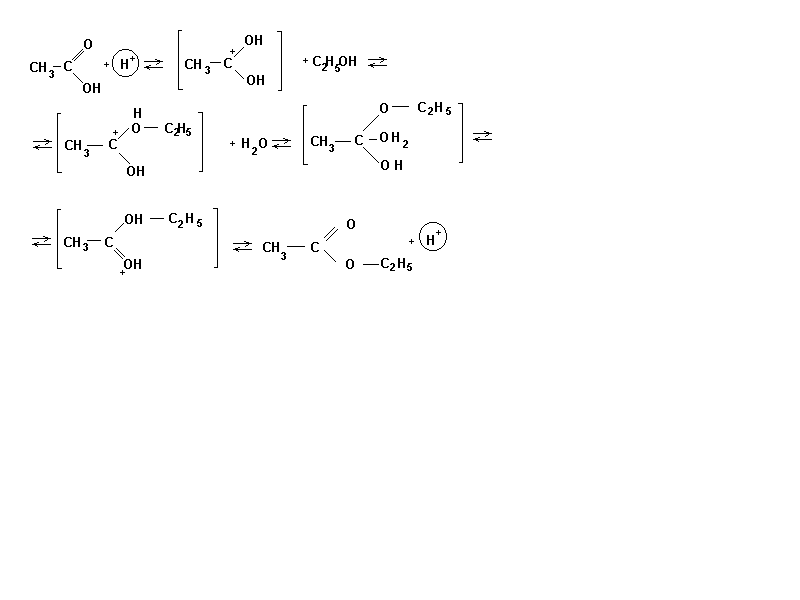 CH3–C(=O)–OH + H+ ⇌ [CH3–C+(OH)–OH] + C2H5OH ⇌
⇌ [CH3–C+(O(H)–C2H5)–OH] + H2O ⇌ [CH3–C(O–C2H5)(–OH2)–OH] ⇌
⇌ [CH3–C(OH–C2H5)=OH+] ⇌ CH3–C(=O)–O–C2H5 + H+